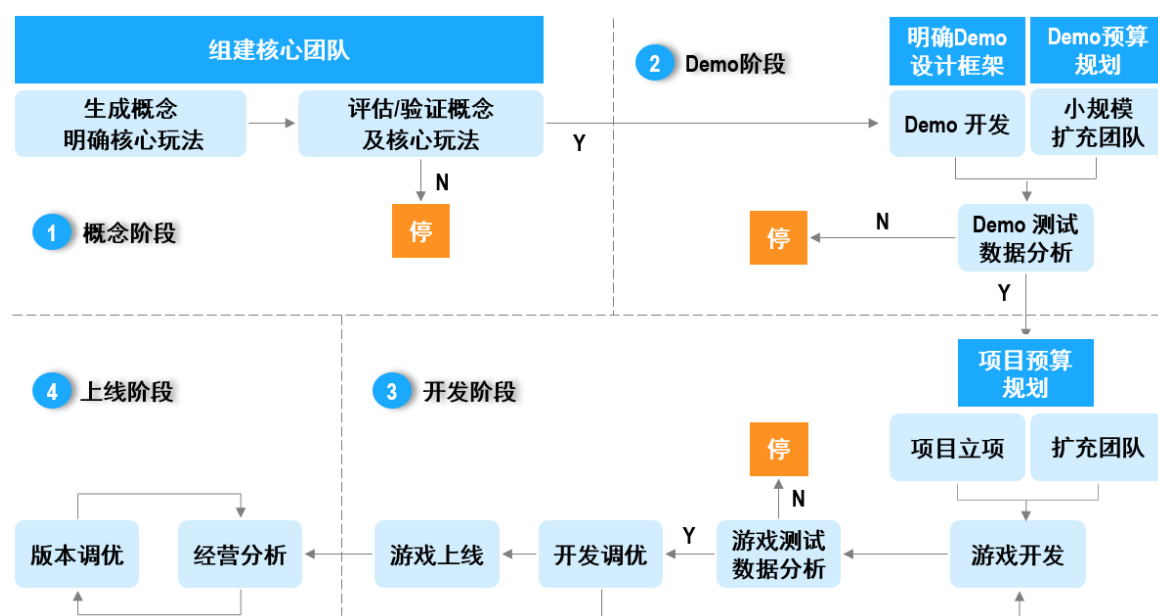 组建核心团队
生成概念
明确核心玩法
评估/验证概念
及核心玩法
Y
N
停
1 概念阶段
2 Demo阶段
明确Demo
设计框架
Demo预算
规划
Demo 开发
小规模
扩充团队
Demo 测试
数据分析
N
停
Y
项目预算
规划
项目立项
扩充团队
3 开发阶段
停
N
游戏开发
游戏测试
数据分析
Y
开发调优
游戏上线
4 上线阶段
经营分析
版本调优